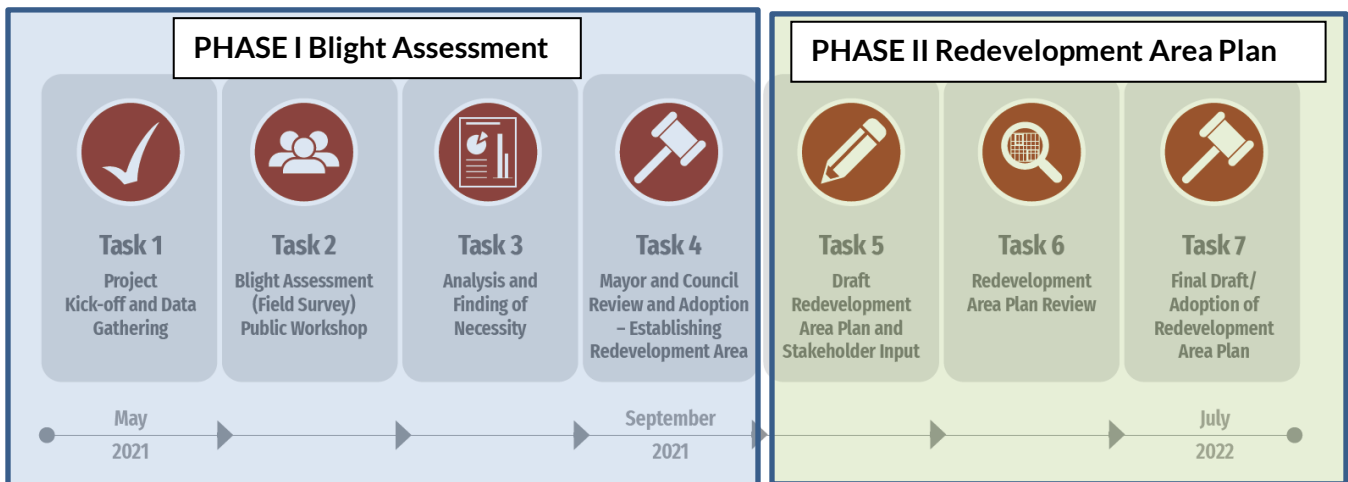 PHASE I Blight Assessment
PHASE II Redevelopment Area Plan
Task 1
Project
Kick-off and Data
Gathering
Task 2
Blight Assessment
(Field Survey)
Public Workshop
Task 3
Analysis and
Finding of
Necessity
Task 4
Mayor and Council
Review and Adoption
– Establishing
Redevelopment Area
Task 5
Draft
Redevelopment
Area Plan and
Stakeholder Input
Task 6
Redevelopment
Area Plan Review
Task 7
Final Draft/
Adoption of
Redevelopment
Area Plan
May
2021
September
2021
July
2022